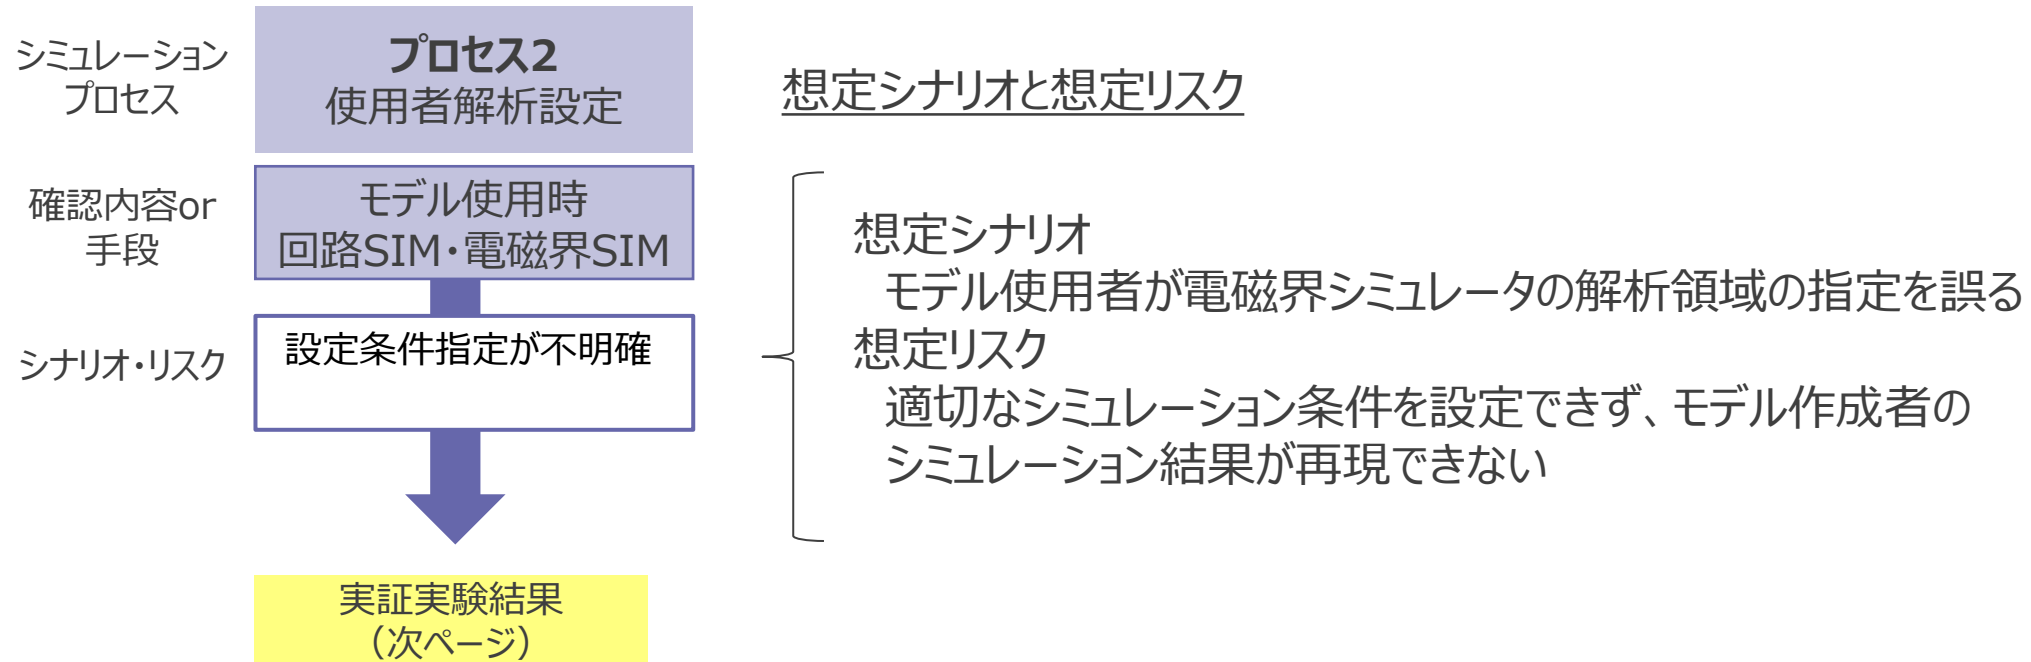 シミュレーション
プロセス
プロセス2
使用者解析設定
想定シナリオと想定リスク
確認内容or
手段
モデル使用時
回路SIM・電磁界SIM
シナリオ・リスク
設定条件指定が不明確
想定シナリオ
モデル使用者が電磁界シミュレータの解析領域の指定を誤る
想定リスク
適切なシミュレーション条件を設定できず、モデル作成者の
シミュレーション結果が再現できない
実証実験結果
（次ページ）